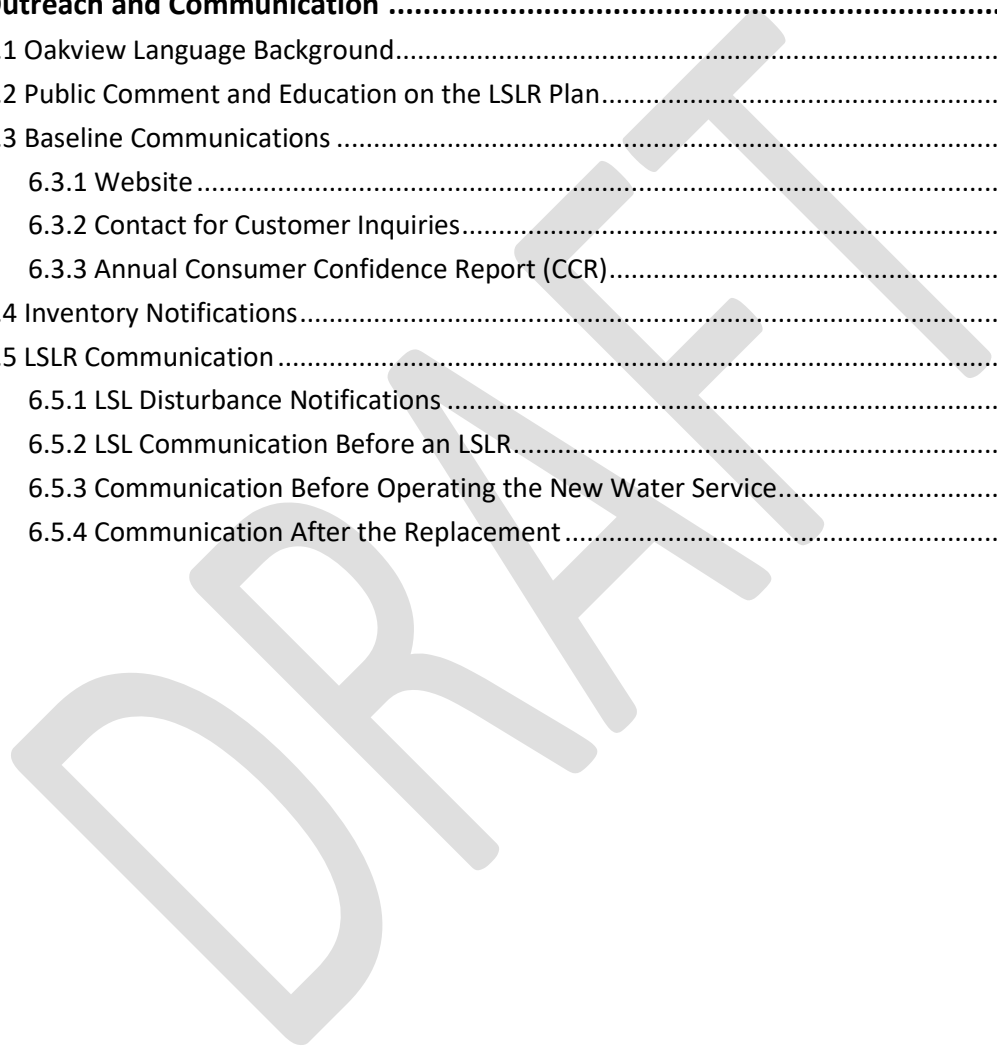 Outreach and Communication ....................................................................................
.1 Oakview Language Background....................................................................................
.2 Public Comment and Education on the LSLR Plan.........................................................
.3 Baseline Communications ............................................................................................
6.3.1 Website ....................................................................................................................
6.3.2 Contact for Customer Inquiries..............................................................................
6.3.3 Annual Consumer Confidence Report (CCR)........................................................
.4 Inventory Notifications..................................................................................................
.5 LSLR Communication ....................................................................................................
6.5.1 LSL Disturbance Notifications ................................................................................
6.5.2 LSL Communication Before an LSLR......................................................................
6.5.3 Communication Before Operating the New Water Service....................................
6.5.4 Communication After the Replacement .................................................................
DRAFT